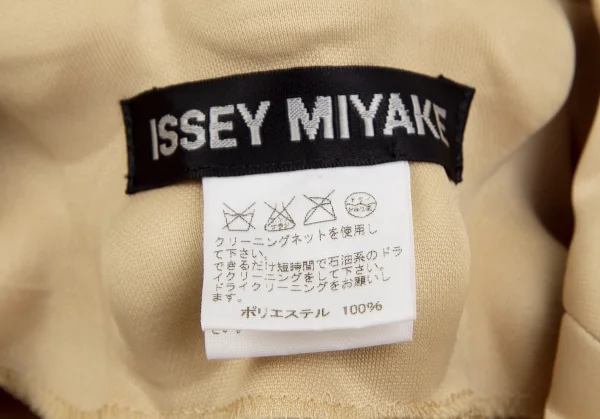 ISSEY MIYAKE
クリーニングネットを使用し
て下さい。
できるだけ短時間で石油系のドラ
イクリーニングをして下さい。
ドライクリーニングをお願いし
ます。
ポリエステル 100%